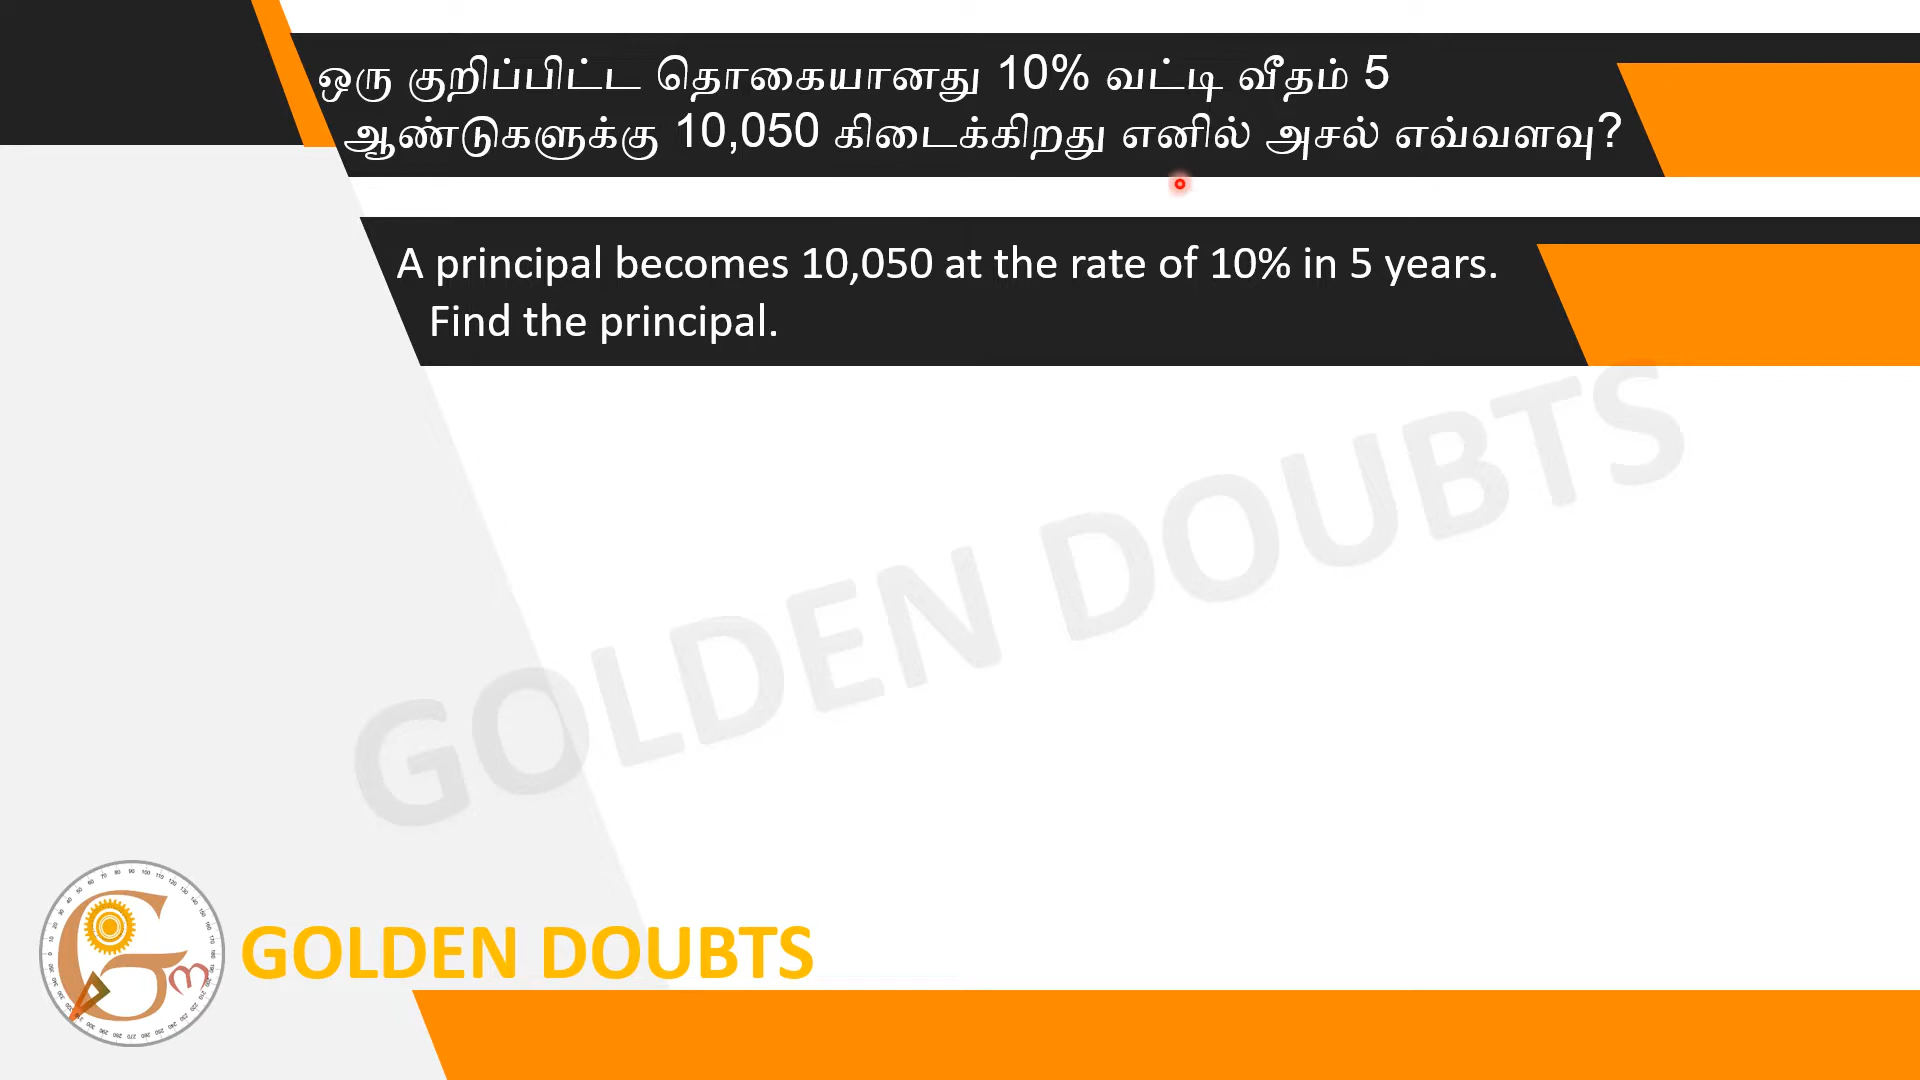 ஒரு குறிப்பிட்ட தொகையானது 10% வட்டி வீதம் 5
ஆண்டுகளுக்கு 10,050 கிடைக்கிறது எனில் அசல் எவ்வளவு?
A principal becomes 10,050 at the rate of 10% in 5 years.
Find the principal.
GOLDEN DOUBTS
GOLDEN DOUBTS